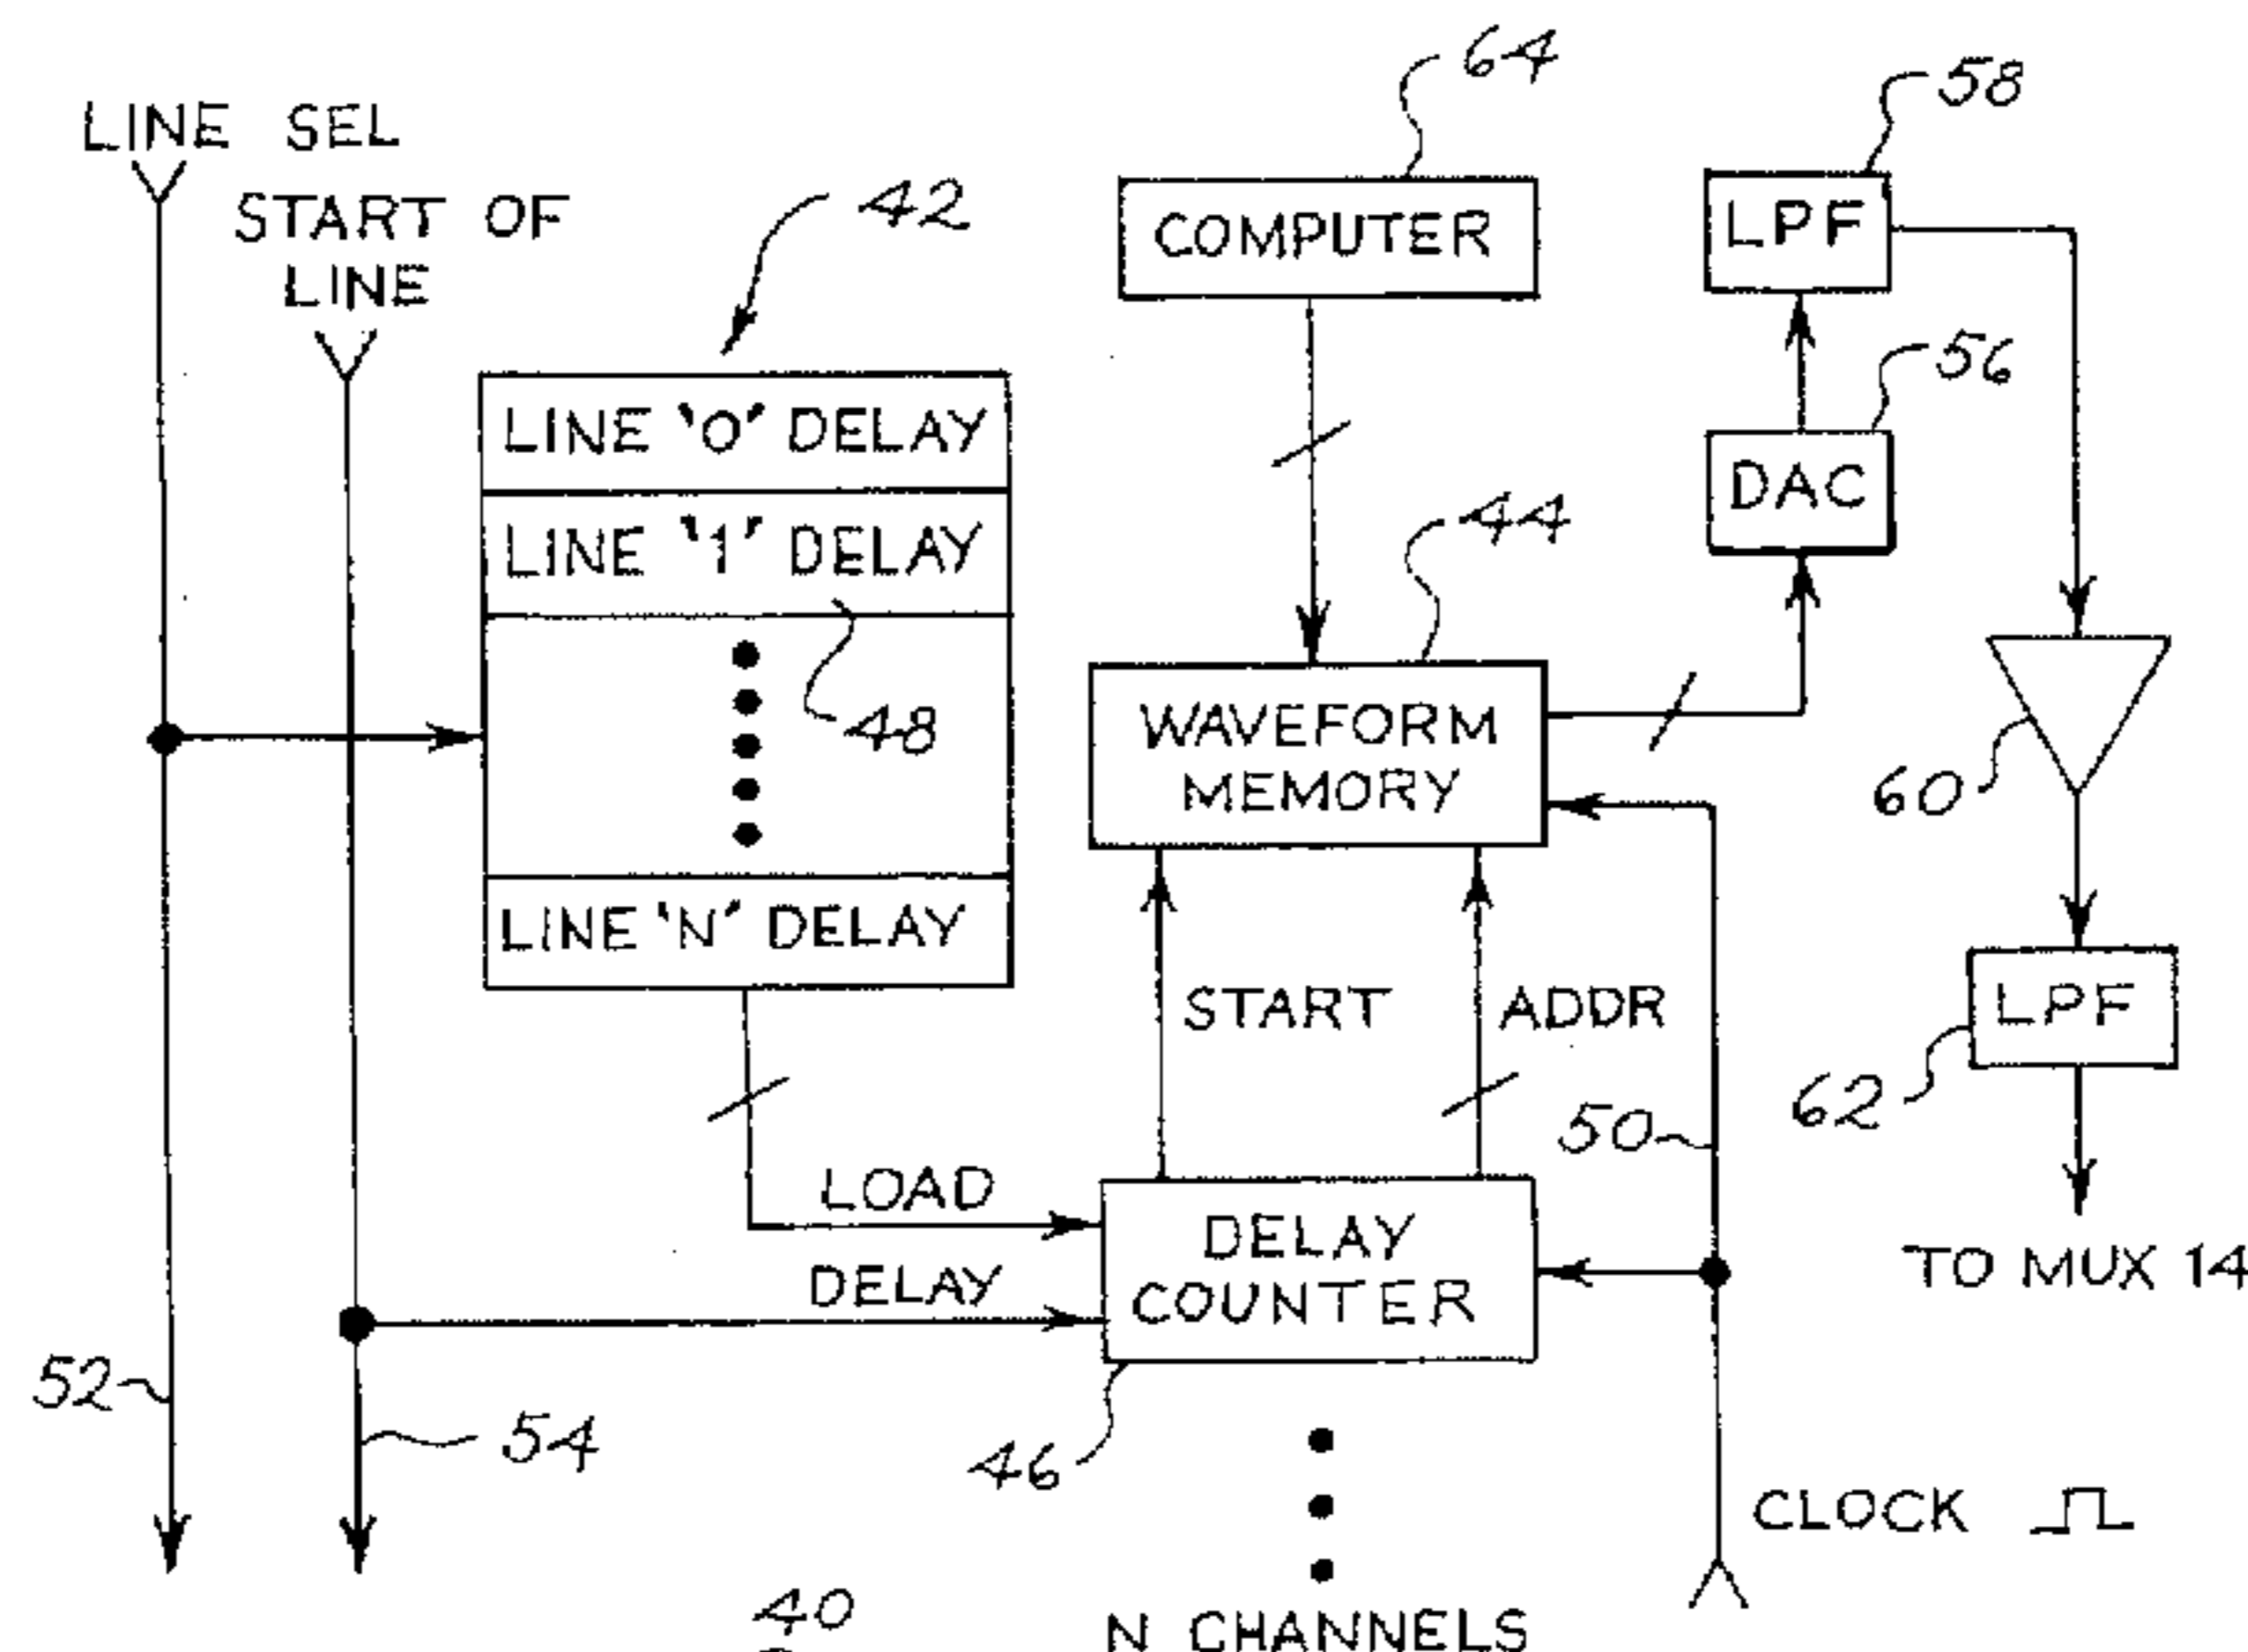 64
58
LINE SEL
START OF
LINE
42
COMPUTER
LPF
56
LINE '0' DELAY
DAC
LINE '1' DELAY
44
48
WAVEFORM
MEMORY
60
LINE 'N' DELAY
START
ADDR
LPF
62
50
LOAD
DELAY
DELAY
COUNTER
TO MUX 14
52
54
46
CLOCK
40
N CHANNELS